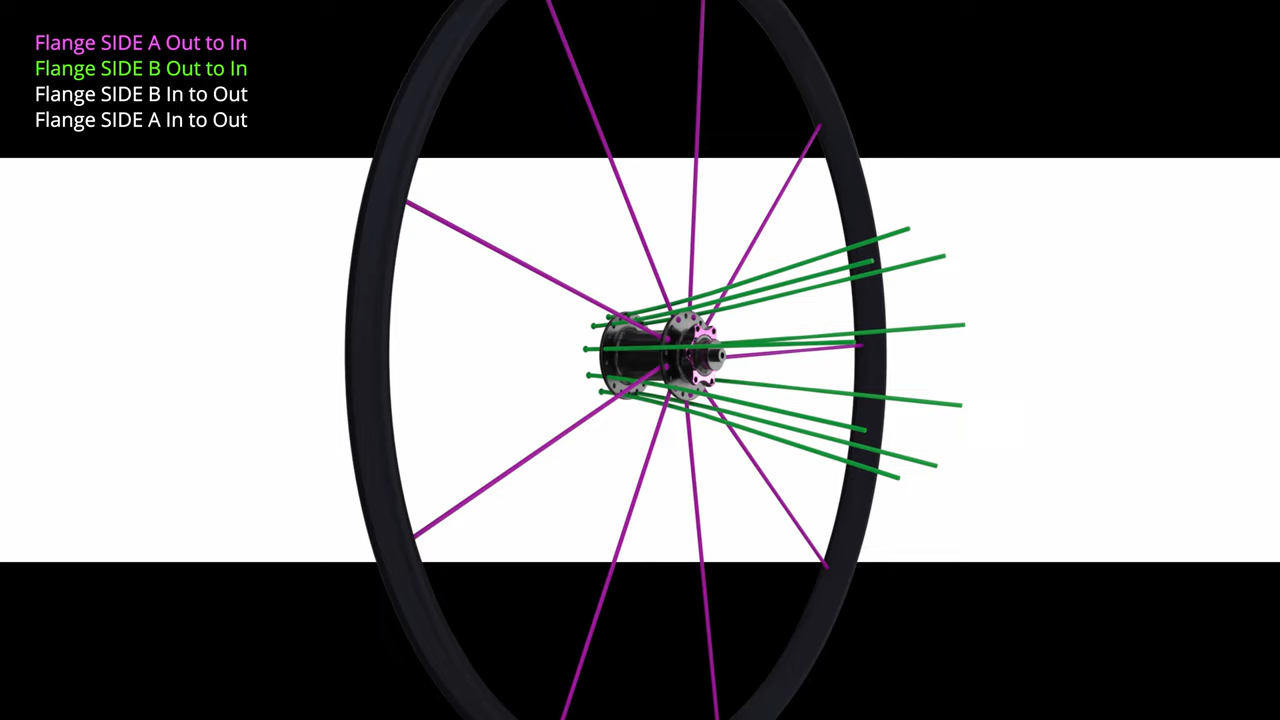 Flange SIDE A Out to In
Flange SIDE B Out to In
Flange SIDE B In to Out
Flange SIDE A In to Out